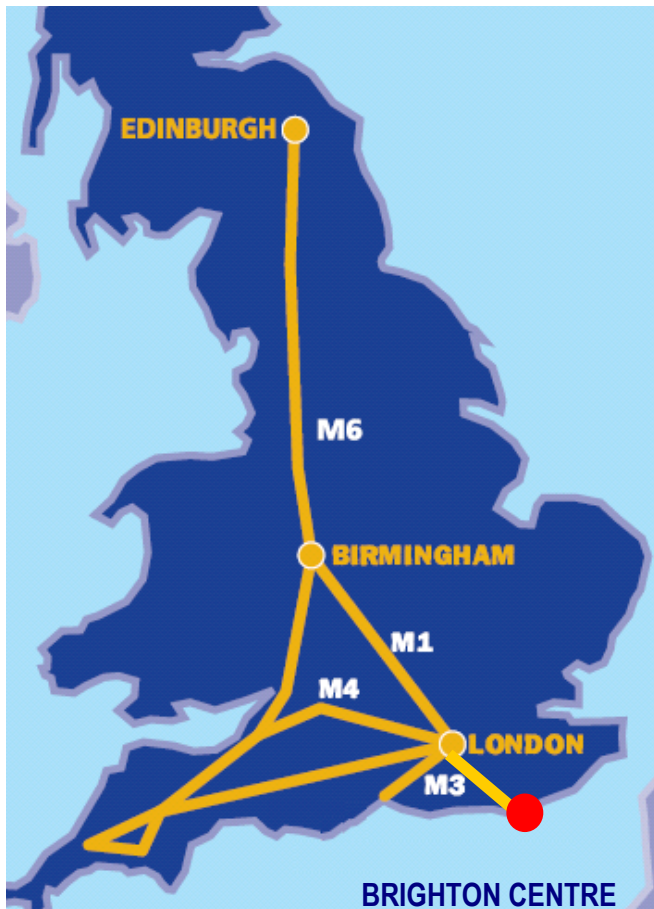 EDINBURGH
M6
BIRMINGHAM
M1
M4
LONDON
M3
BRIGHTON CENTRE